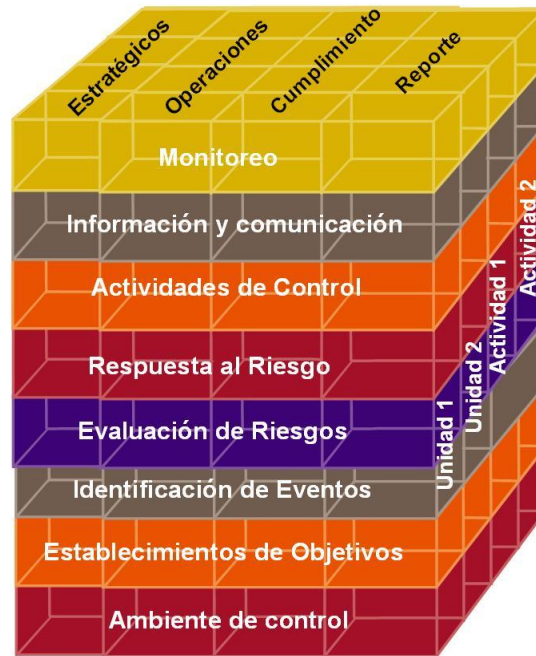 Estratégicos
Operaciones
Cumplimiento
Reporte
Monitoreo
Información y comunicación
Actividades de Control
Respuesta al Riesgo
Evaluación de Riesgos
Identificación de Eventos
Establecimientos de Objetivos
Ambiente de control
Unidad 1
Unidad 2
Actividad 1
Actividad 2